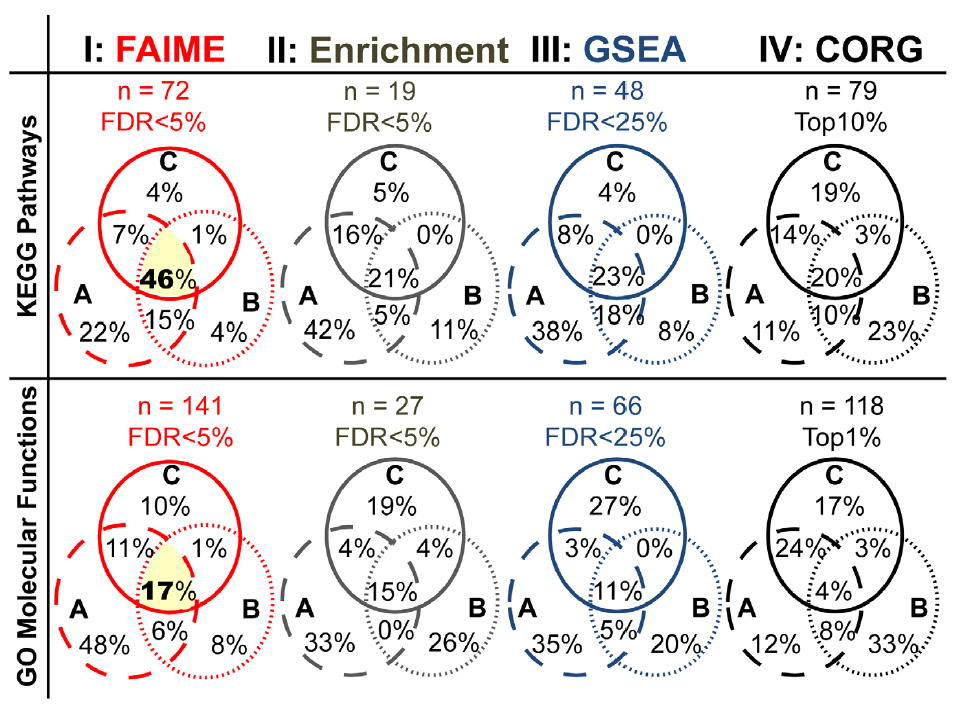 I: FAIME II: Enrichment III: GSEA IV: CORG
KEGG Pathways
n = 72 n = 19 n = 48 n = 79
FDR<5% FDR<5% FDR<25% Top10%
C C C C
4% 5% 4% 19%
7% 1% 16% 0% 8% 0% 14% 3%
46% 21% 23% 20%
A B A B A B A B
15% 5% 18% 10%
22% 4% 42% 11% 38% 8% 11% 23%
GO Molecular Functions
n = 141 n = 27 n = 66 n = 118
FDR<5% FDR<5% FDR<25% Top1%
C C C C
10% 19% 27% 17%
11% 1% 4% 4% 3% 0% 24% 3%
17% 15% 11% 4%
A B A B A B A B
6% 0% 5% 8%
48% 8% 33% 26% 35% 20% 12% 33%